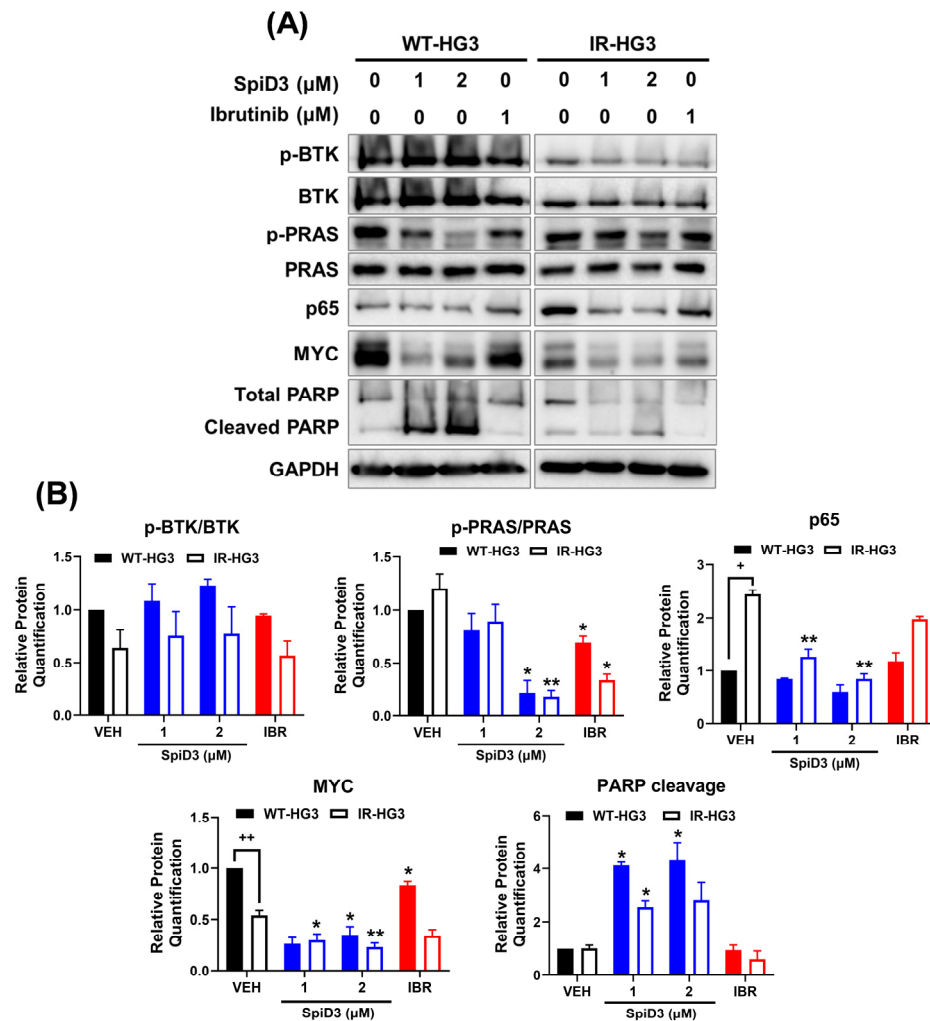 (A)
WT-HG3 IR-HG3
SpiD3 (µM) 0 1 2 0 0 1 2 0
Ibrutinib (µM) 0 0 0 1 0 0 0 1
p-BTK
BTK
p-PRAS
PRAS
p65
MYC
Total PARP
Cleaved PARP
GAPDH
(B)
p-BTK/BTK
WT-HG3 IR-HG3
Relative Protein
Quantification
1.5
1.0
0.5
0.0
VEH 1 2 IBR
SpiD3 (µM)
p-PRAS/PRAS
WT-HG3 IR-HG3
Relative Protein
Quantification
1.5
1.0
0.5
0.0
* ** * *
VEH 1 2 IBR
SpiD3 (µM)
p65
WT-HG3 IR-HG3
Relative Protein
Quantification
3
2
1
0
+ ** **
VEH 1 2 IBR
SpiD3 (µM)
MYC
WT-HG3 IR-HG3
Relative Protein
Quantification
1.5
1.0
0.5
0.0
++ * * ** *
VEH 1 2 IBR
SpiD3 (µM)
PARP cleavage
WT-HG3 IR-HG3
Relative Protein
Quantification
6
4
2
0
* * *
VEH 1 2 IBR
SpiD3 (µM)